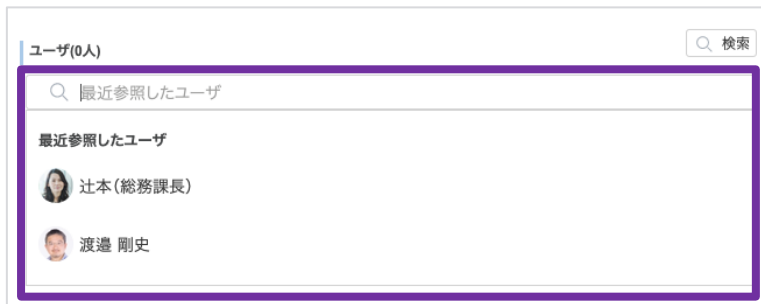 ユーザ(0人)
検索
最近参照したユーザ
最近参照したユーザ
辻本（総務課長）
渡邉 剛史